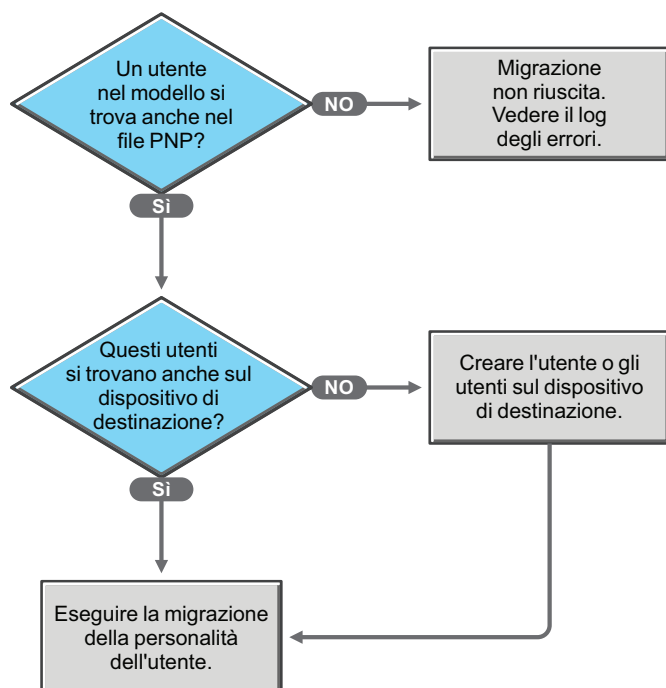 Un utente
nel modello si
trova anche nel
file PNP?
NO
Migrazione
non riuscita.
Vedere il log
degli errori.
Sì
Questi utenti
si trovano anche sul
dispositivo di
destinazione?
NO
Creare l'utente o gli
utenti sul dispositivo
di destinazione.
Sì
Eseguire la migrazione
della personalità
dell'utente.